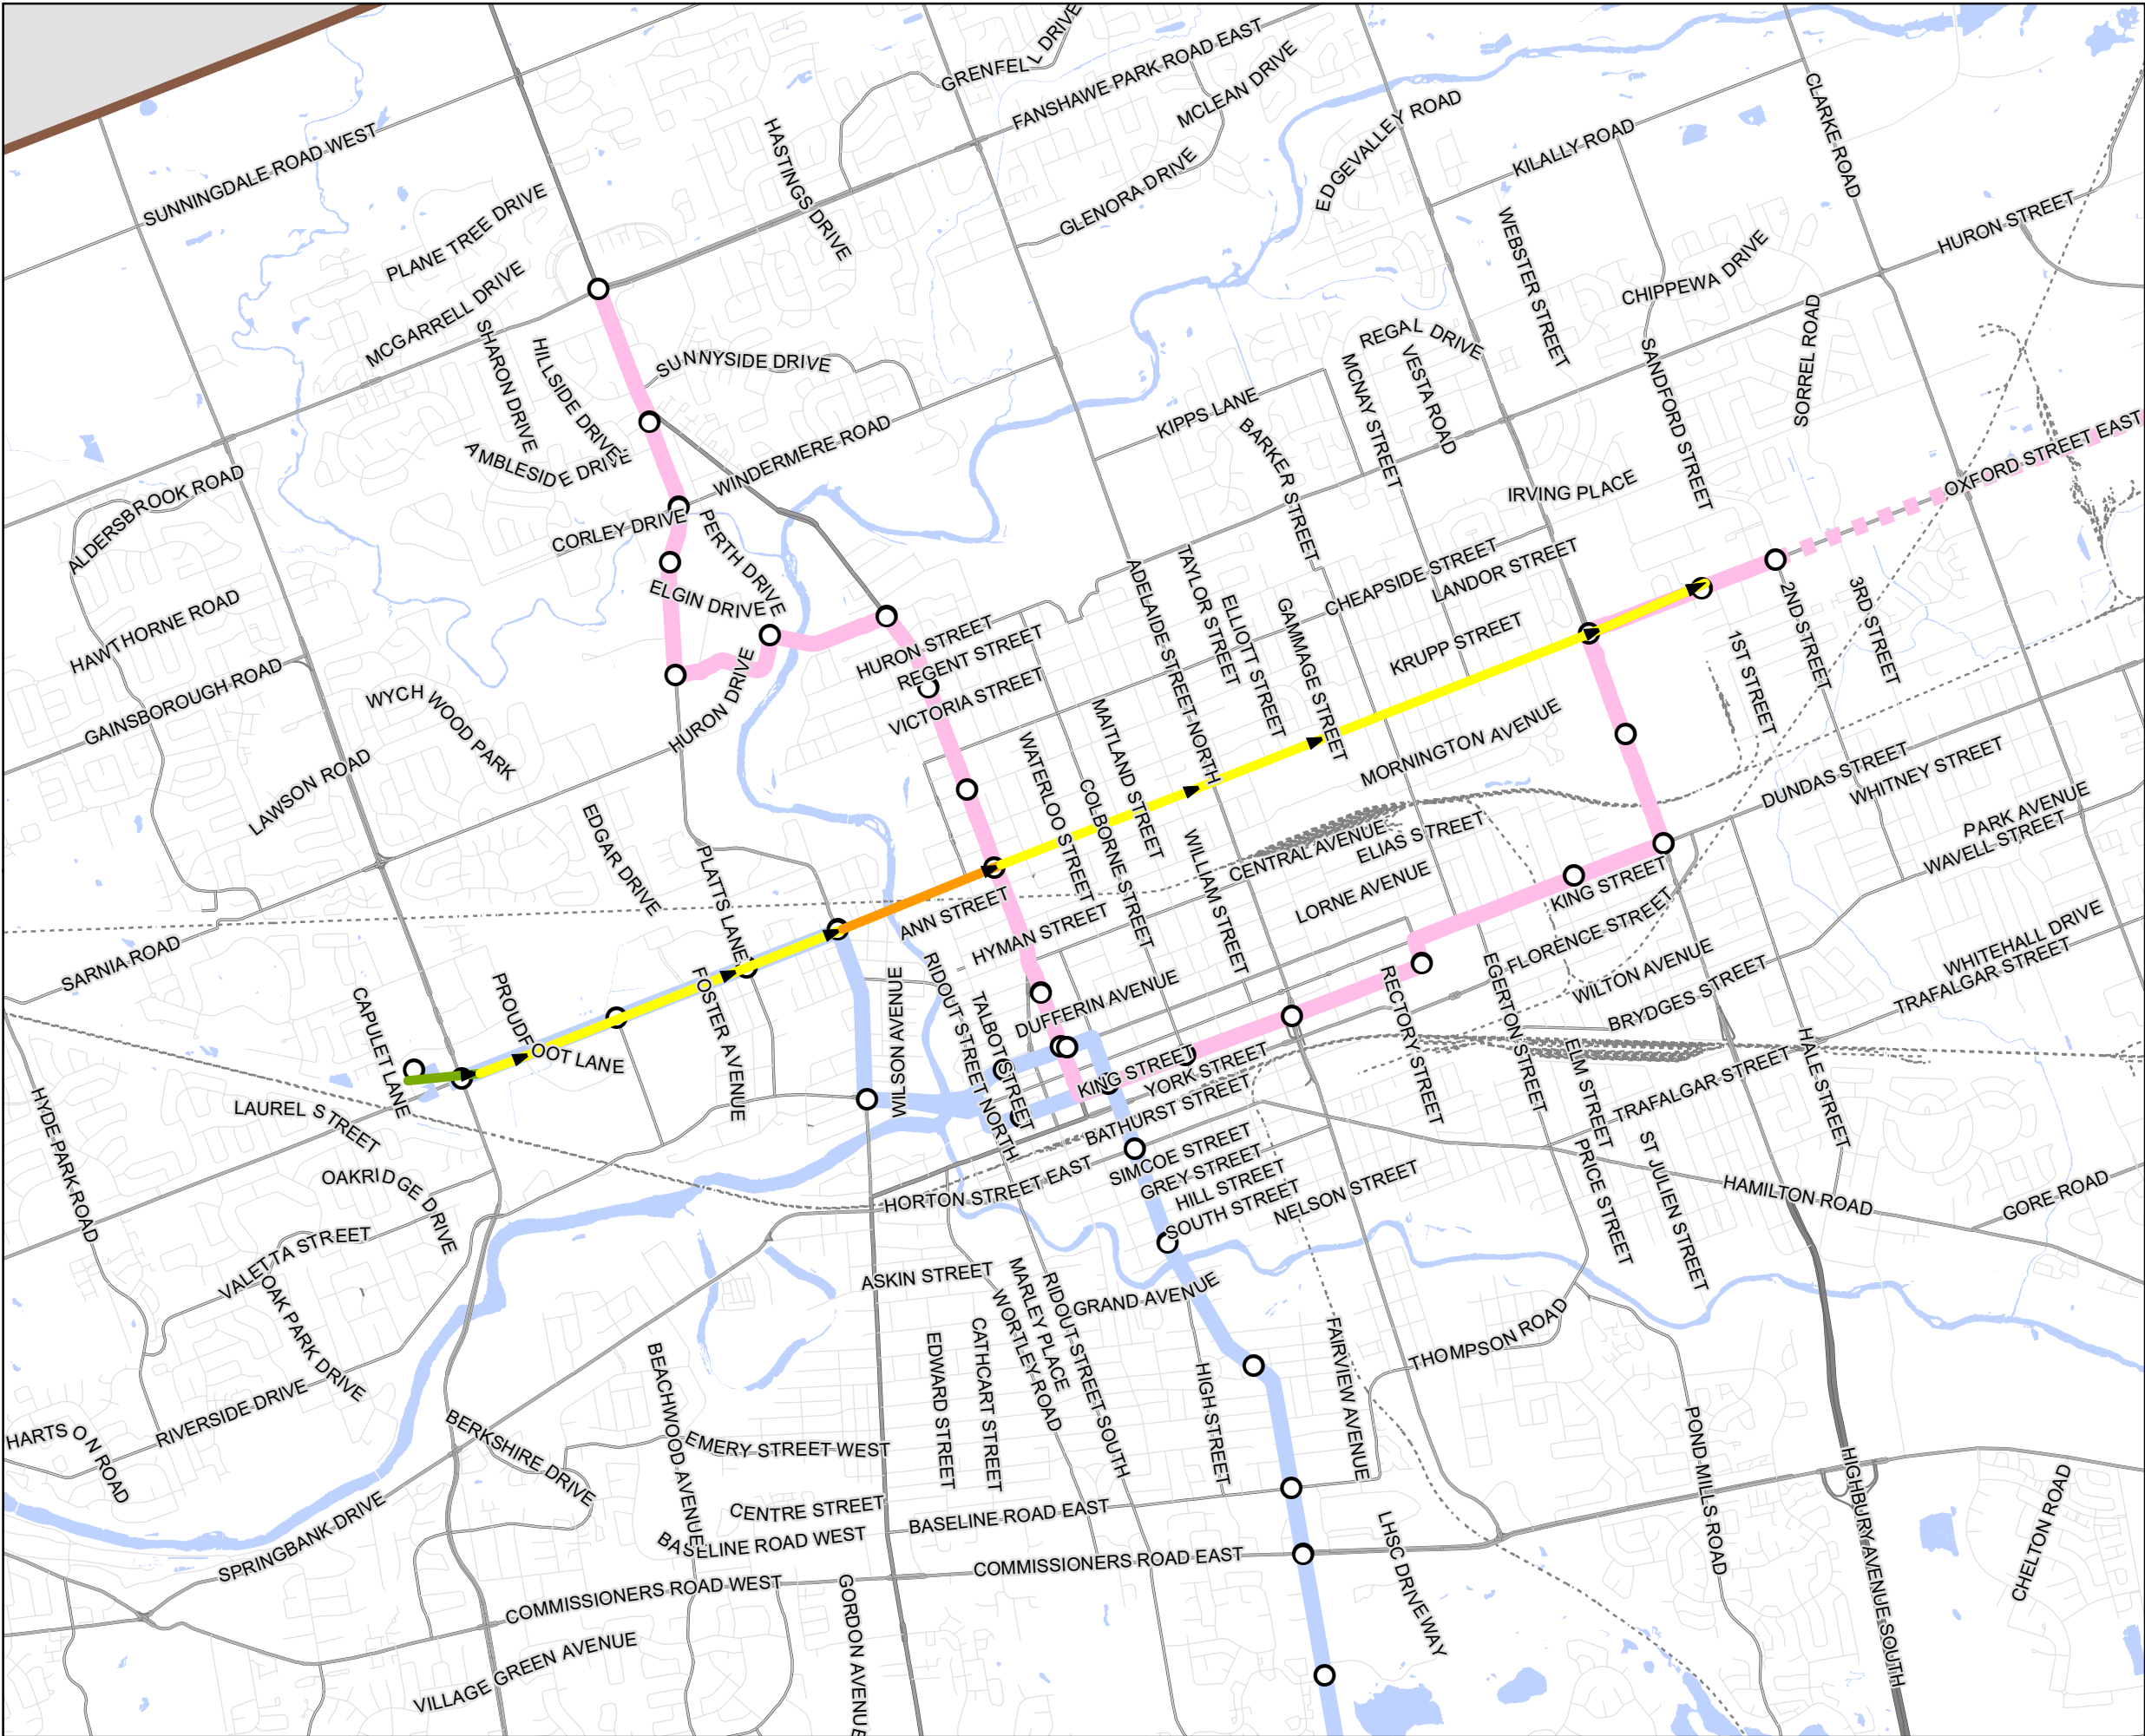 GRENFELL DRIVE
FANSHAWE PARK ROAD EAST
MCLEAN DRIVE
HASTINGS DRIVE
EDGEVALLEY ROAD
CLARKE ROAD
KILALLY ROAD
SUNNINGDALE ROAD WEST
GLENORA DRIVE
PLANE TREE DRIVE
WEBSTER STREET
HURON STREET
MCGARRELL DRIVE
CHIPPEWA DRIVE
SHARON DRIVE
HILLSIDE DRIVE
SUNNYSIDE DRIVE
REGAL DRIVE
SORREL ROAD
MCNAY STREET
VESTA ROAD
SANDFORD STREET
KIPPS LANE
BARKER STREET
AMBLESIDE DRIVE
WINDERMERE ROAD
OXFORD STREET EAST
IRVING PLACE
ALDERSBROOK ROAD
CORLEY DRIVE
PERTH DRIVE
CHEAPSIDE STREET
LANDOR STREET
ADELAIDE STREET NORTH
TAYLOR STREET
ELLIOTT STREET
GAMMAGE STREET
ELGIN DRIVE
2ND STREET
3RD STREET
HAWTHORNE ROAD
HURON STREET
REGENT STREET
VICTORIA STREET
KRUPP STREET
1ST STREET
GAINSBOROUGH ROAD
WYCHWOOD PARK
HURON DRIVE
MAITLAND STREET
WATERLOO STREET
MORNINGTON AVENUE
LAWSON ROAD
COLBORNE STREET
DUNDAS STREET
WHITNEY STREET
PARK AVENUE
WAVELL STREET
EDGAR DRIVE
PLATTS LANE
WILLIAM STREET
CENTRAL AVENUE
ELIAS STREET
LORNE AVENUE
KING STREET
ANN STREET
HYMAN STREET
FLORENCE STREET
SARNIA ROAD
WHITEHALL DRIVE
TRAFALGAR STREET
WILTON AVENUE
BRYDGES STREET
CAPULET LANE
PROUDFOOT LANE
FOSTER AVENUE
WILSON AVENUE
RIDOUT STREET NORTH
TALBOT STREET
DUFFERIN AVENUE
RECTORY STREET
EGERTON STREET
ELM STREET
HALE STREET
TRAFALGAR STREET
KING STREET
YORK STREET
BATHURST STREET
HYDE PARK ROAD
LAUREL STREET
SIMCOE STREET
GREY STREET
HILL STREET
SOUTH STREET
NELSON STREET
PRICE STREET
ST JULIEN STREET
HAMILTON ROAD
GORE ROAD
OAKRIDGE DRIVE
HORTON STREET EAST
VALETTA STREET
OAK PARK DRIVE
ASKIN STREET
MARLEY PLACE
WORTLEY ROAD
RIDOUT STREET SOUTH
GRAND AVENUE
THOMPSON ROAD
FAIRVIEW AVENUE
HIGH STREET
EDWARD STREET
CATHCART STREET
BEACHWOOD AVENUE
RIVERSIDE DRIVE
HARTSON ROAD
BERKSHIRE DRIVE
EMERY STREET WEST
POND MILLS ROAD
HIGHBURY AVENUE SOUTH
CHELTON ROAD
SPRINGBANK DRIVE
CENTRE STREET
BASELINE ROAD EAST
BASELINE ROAD WEST
LHSC DRIVEWAY
COMMISSIONERS ROAD EAST
COMMISSIONERS ROAD WEST
GORDON AVENUE
VILLAGE GREEN AVENUE